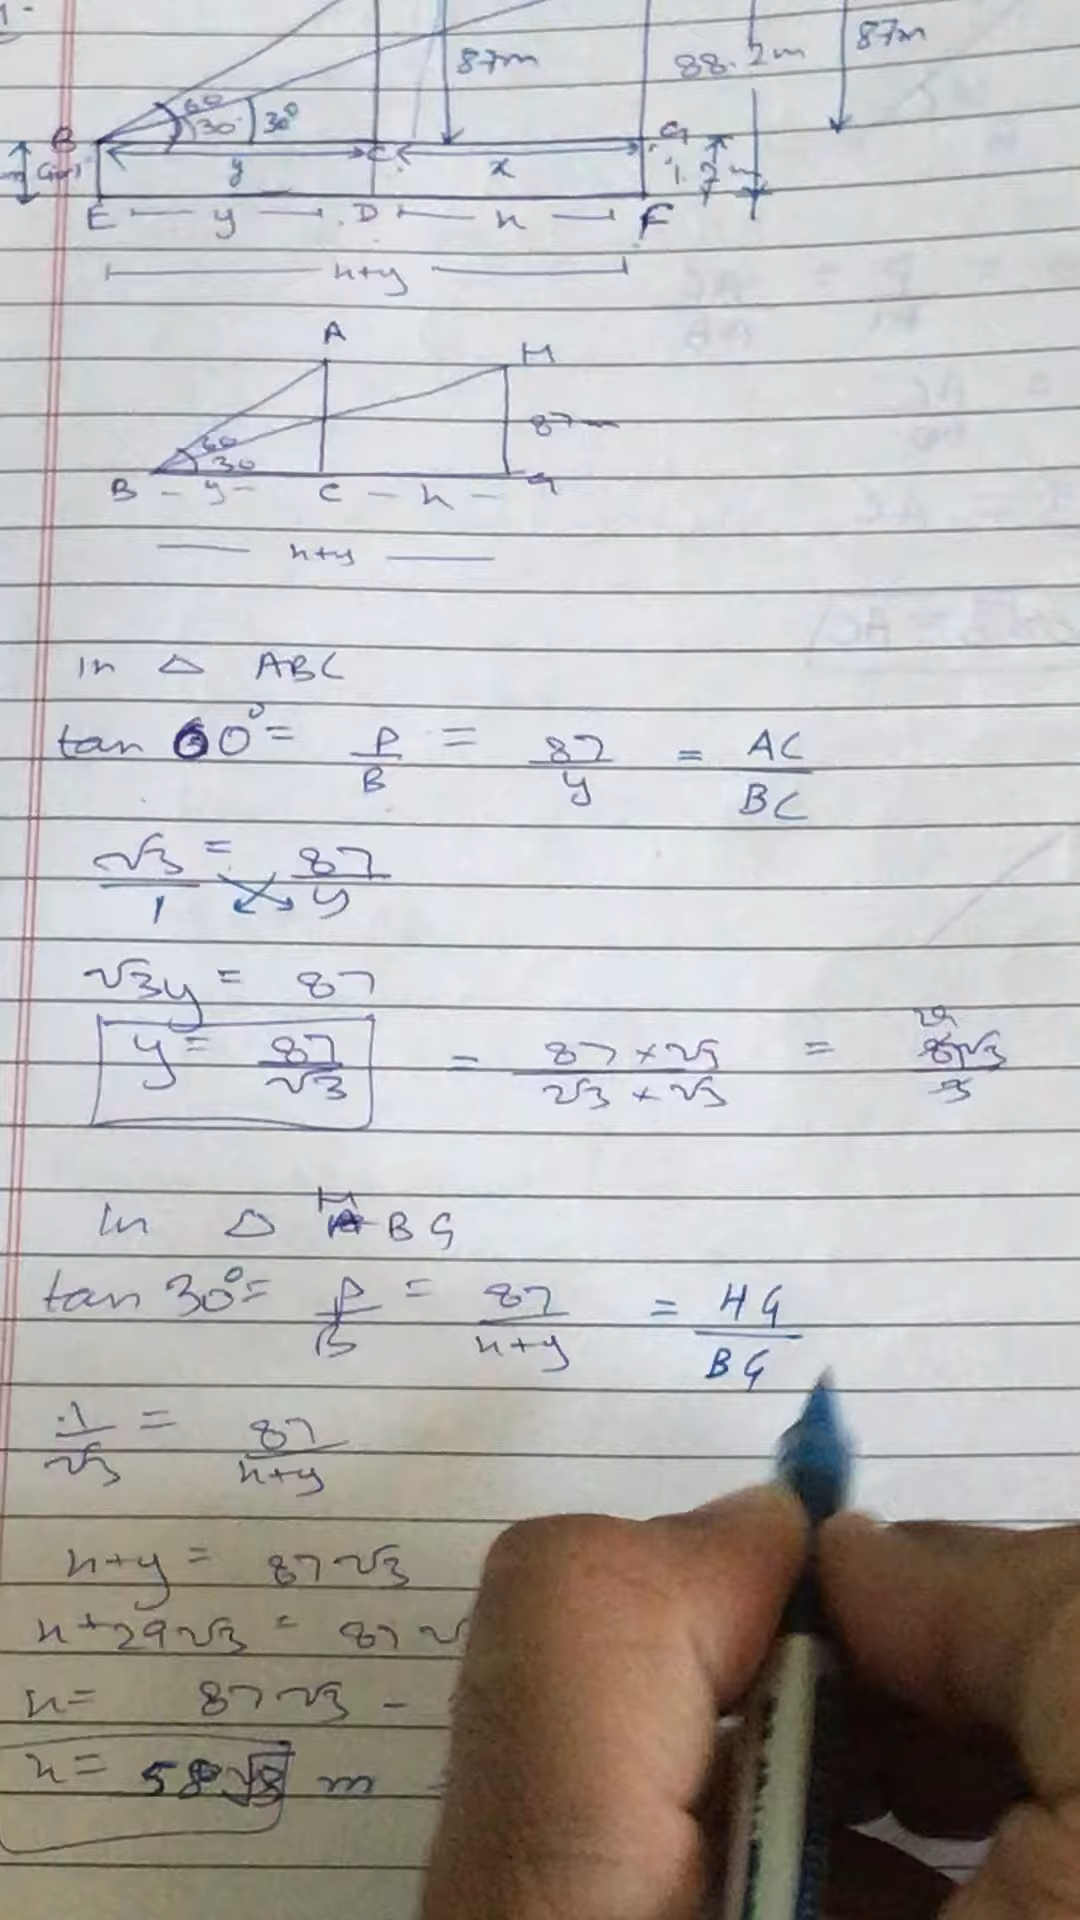 87m 88.2m 87m
60
30° 30°
B C G
y x 1.2m
E y D x F
x+y
A H
60 87m
30
B - y - C - x - G
x+y
In △ ABC
tan 60° = P/B = 87/y = AC/BC
√3/1 = 87/y
√3y = 87
y = 87/√3 = 87×√3/√3×√3 = 87√3/3
29
In △ HBG
tan 30° = P/B = 87/x+y = HG/BG
1/√3 = 87/x+y
x+y = 87√3
x+29√3 = 87√
x = 87√3 -
x = 58√3 m